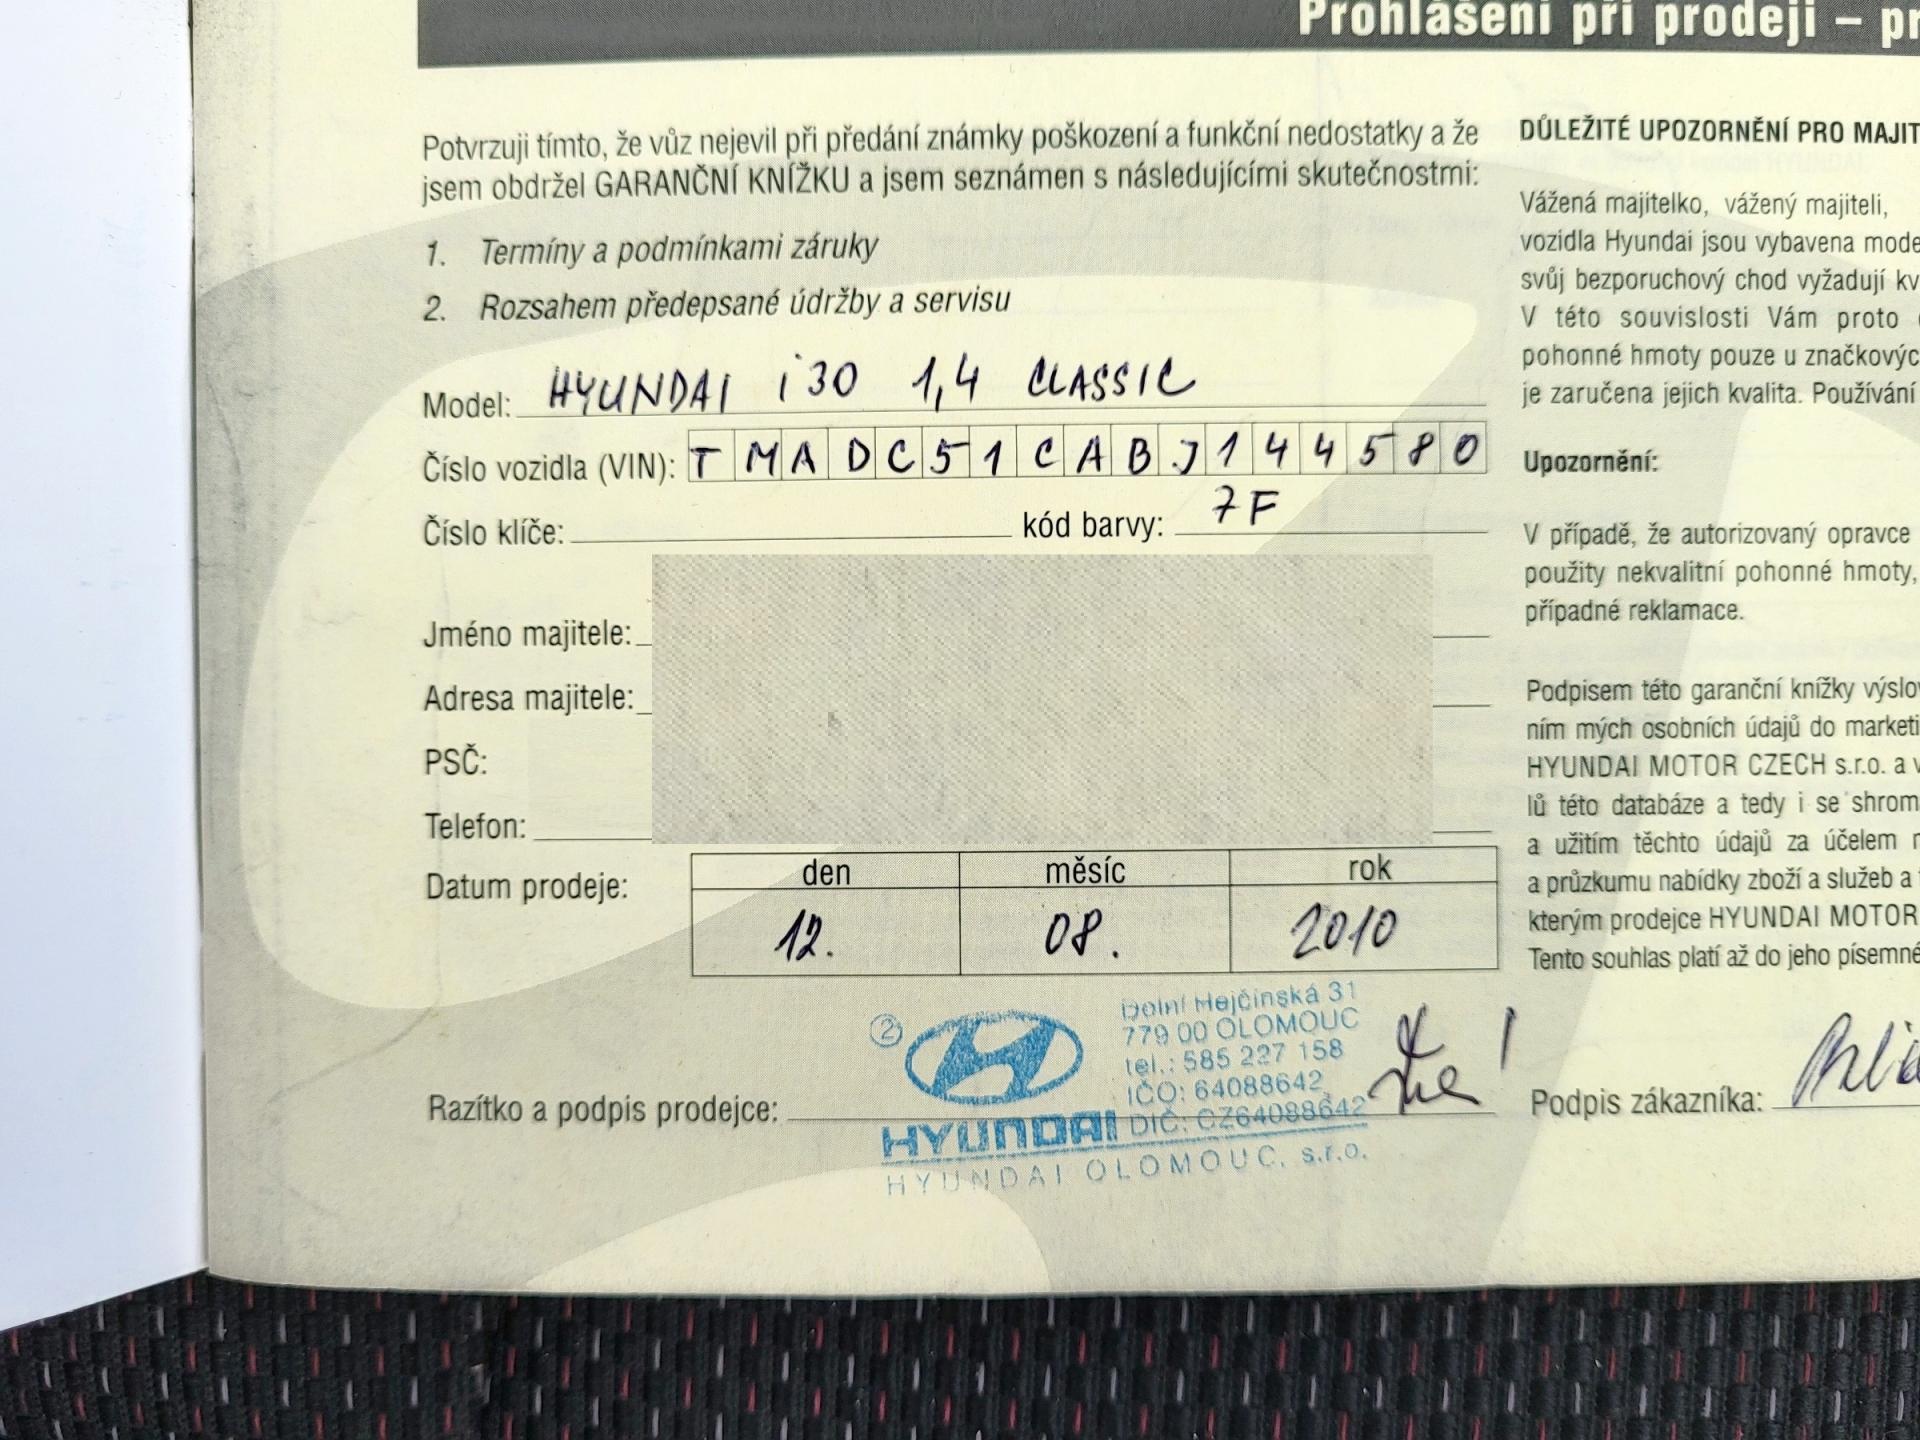 Prohlášení při prodeji –
Potvrzuji tímto, že vůz nejevil při předání známky poškození a funkční nedostatky a že
jsem obdržel GARANČNÍ KNÍŽKU a jsem seznámen s následujícími skutečnostmi:
1. Termíny a podmínkami záruky
2. Rozsahem předepsané údržby a servisu
Model: HYUNDAI i30 1,4 CLASSIC
Číslo vozidla (VIN): TMADC51CABJ144580
Číslo klíče: kód barvy: 7F
Jméno majitele:
Adresa majitele:
PSČ:
Telefon:
Datum prodeje: den měsíc rok
12. 08. 2010
Razítko a podpis prodejce:
2
HYUNDAI
Dolní Hejčínská 31
779 00 OLOMOUC
tel.: 585 227 158
IČO: 64088642
DIČ: CZ64088642
HYUNDAI OLOMOUC, s.r.o.
DŮLEŽITÉ UPOZORNĚNÍ PRO MAJIT
Vážená majitelko, vážený majiteli,
vozidla Hyundai jsou vybavena mode
svůj bezporuchový chod vyžadují kv
V této souvislosti Vám proto
pohonné hmoty pouze u značkovýc
je zaručena jejich kvalita. Používání
Upozornění:
V případě, že autorizovaný opravce
použity nekvalitní pohonné hmoty,
případné reklamace.
Podpisem této garanční knížky výslov
ním mých osobních údajů do marketi
HYUNDAI MOTOR CZECH s.r.o. a v
lů této databáze a tedy i se shrom
a užitím těchto údajů za účelem
a průzkumu nabídky zboží a služeb a
kterým prodejce HYUNDAI MOTOR
Tento souhlas platí až do jeho písemné
Podpis zákazníka: